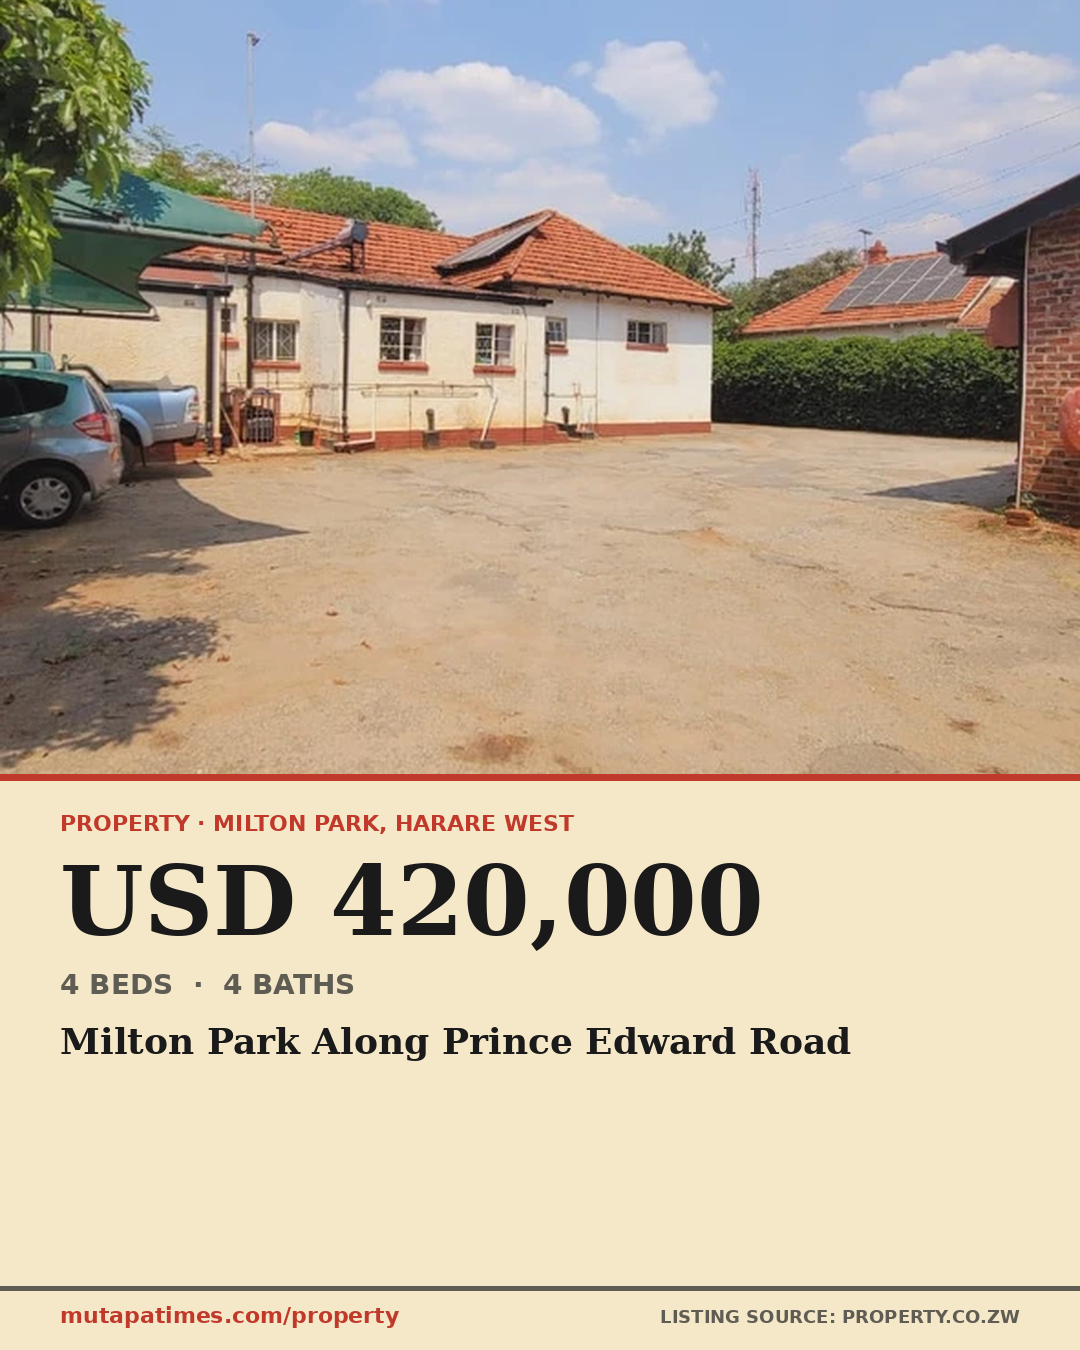 PROPERTY · MILTON PARK, HARARE WEST
USD 420,000
4 BEDS · 4 BATHS
Milton Park Along Prince Edward Road
mutapatimes.com/property
LISTING SOURCE: PROPERTY.CO.ZW